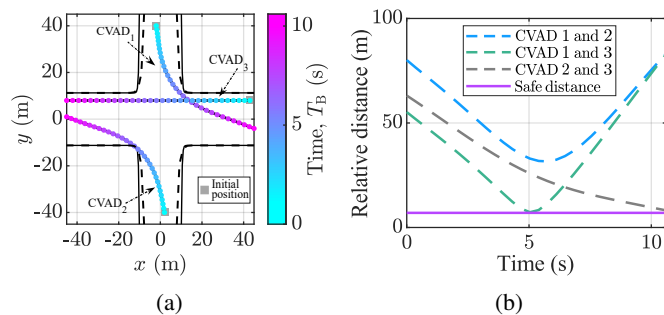 CVAD1
CVAD3
CVAD2
Initial
position
40
20
0
-20
-40
y (m)
-40 -20 0 20 40
x (m)
10
5
0
Time, TB (s)
(a)
CVAD 1 and 2
CVAD 1 and 3
CVAD 2 and 3
Safe distance
100
50
0
Relative distance (m)
0 5 10
Time (s)
(b)